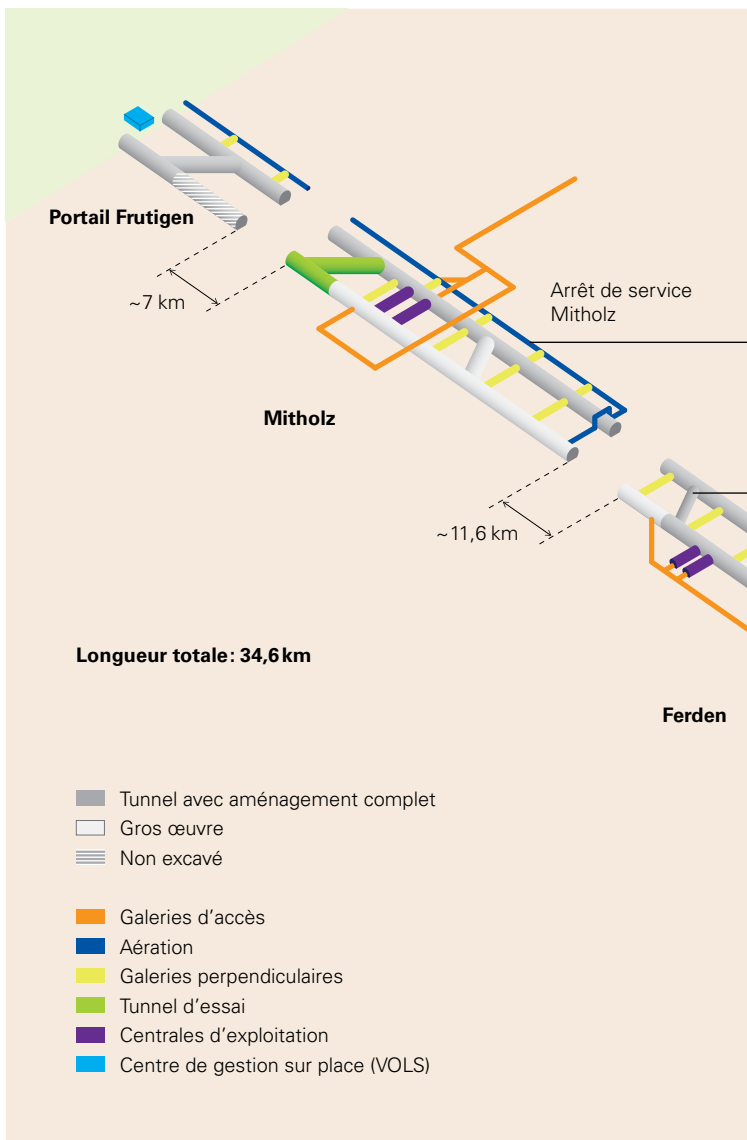 Portail Frutigen
~7 km
Arrêt de service
Mitholz
Mitholz
~11,6 km
Longueur totale: 34,6 km
Ferden
Tunnel avec aménagement complet
Gros œuvre
Non excavé
Galeries d'accès
Aération
Galeries perpendiculaires
Tunnel d'essai
Centrales d'exploitation
Centre de gestion sur place (VOLS)